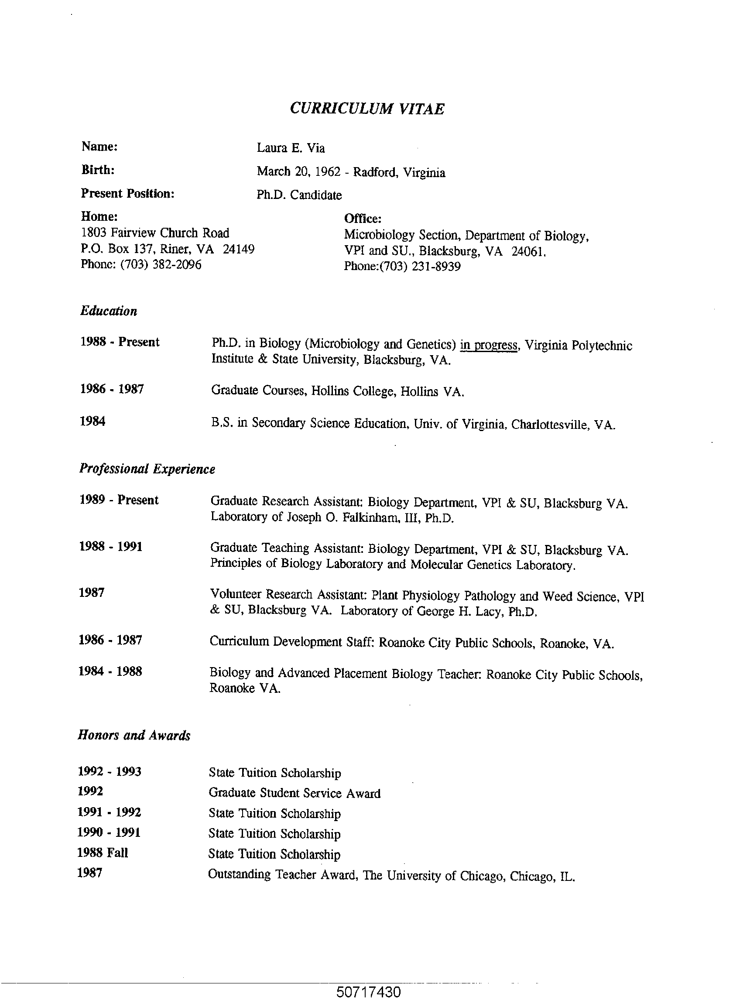 CURRICULUM VITAE
Name: Laura E. Via
Birth: March 20, 1962 - Radford, Virginia
Present Position: Ph.D. Candidate
Home: Office:
1803 Fairview Church Road Microbiology Section, Department of Biology,
P.O. Box 137, Riner, VA 24149 VPI and SU., Blacksburg, VA 24061.
Phone: (703) 382-2096 Phone:(703) 231-8939
Education
1988 - Present Ph.D. in Biology (Microbiology and Genetics) in progress, Virginia Polytechnic
Institute & State University, Blacksburg, VA.
1986 - 1987 Graduate Courses, Hollins College, Hollins VA.
1984 B.S. in Secondary Science Education, Univ. of Virginia, Charlottesville, VA.
Professional Experience
1989 - Present Graduate Research Assistant: Biology Department, VPI & SU, Blacksburg VA.
Laboratory of Joseph O. Falkinham, III, Ph.D.
1988 - 1991 Graduate Teaching Assistant: Biology Department, VPI & SU, Blacksburg VA.
Principles of Biology Laboratory and Molecular Genetics Laboratory.
1987 Volunteer Research Assistant: Plant Physiology Pathology and Weed Science, VPI
& SU, Blacksburg VA. Laboratory of George H. Lacy, Ph.D.
1986 - 1987 Curriculum Development Staff: Roanoke City Public Schools, Roanoke, VA.
1984 - 1988 Biology and Advanced Placement Biology Teacher: Roanoke City Public Schools,
Roanoke VA.
Honors and Awards
1992 - 1993 State Tuition Scholarship
1992 Graduate Student Service Award
1991 - 1992 State Tuition Scholarship
1990 - 1991 State Tuition Scholarship
1988 Fall State Tuition Scholarship
1987 Outstanding Teacher Award, The University of Chicago, Chicago, IL.
50717430